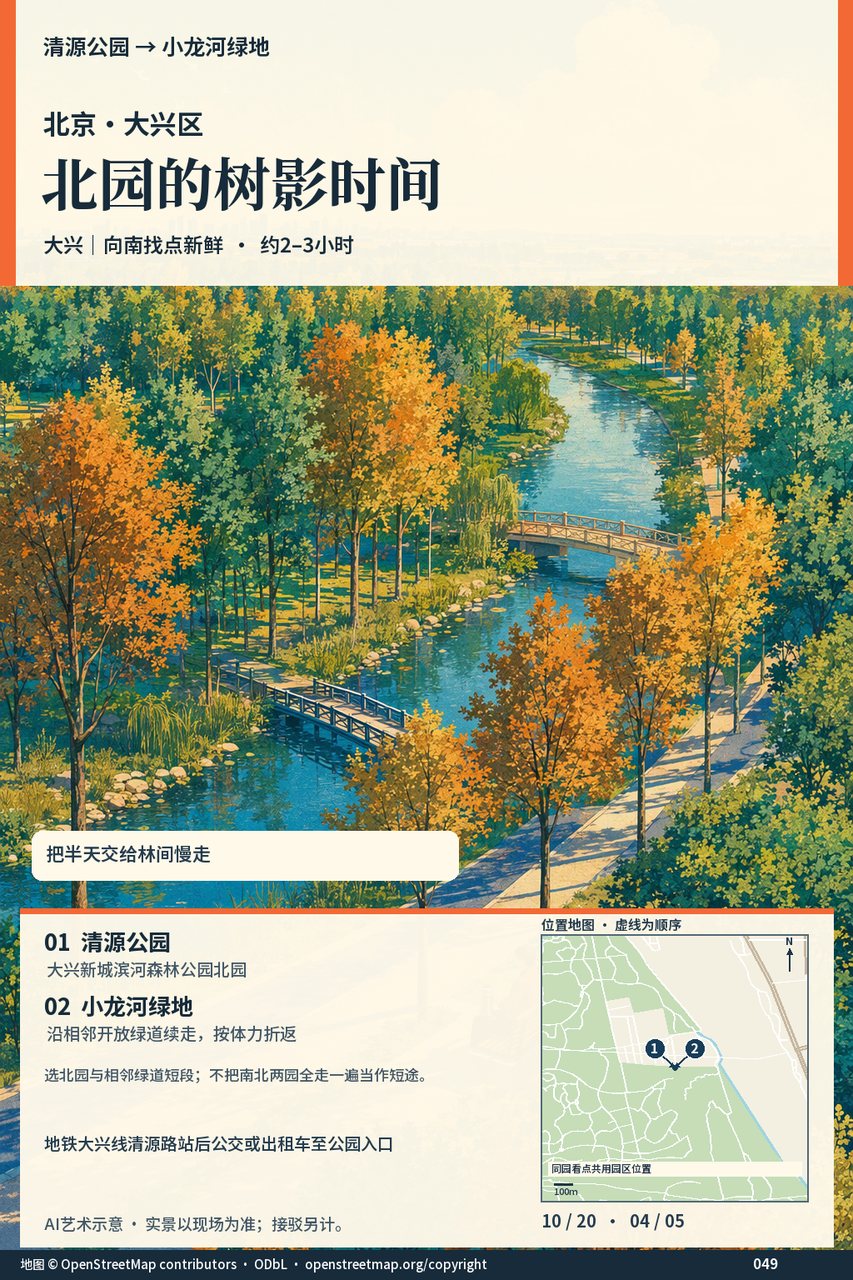 清源公园 → 小龙河绿地
北京·大兴区
北园的树影时间
大兴｜向南找点新鲜 · 约2–3小时
把半天交给林间慢走
01 清源公园
大兴新城滨河森林公园北园
02 小龙河绿地
沿相邻开放绿道续走，按体力折返
选北园与相邻绿道短段；不把南北两园全走一遍当作短途。
地铁大兴线清源路站后公交或出租车至公园入口
AI艺术示意·实景以现场为准；接驳另计。
位置地图 · 虚线为顺序
N
1 2
同园看点共用园区位置
100m
10 / 20 · 04 / 05
地图 © OpenStreetMap contributors · ODbL · openstreetmap.org/copyright
049